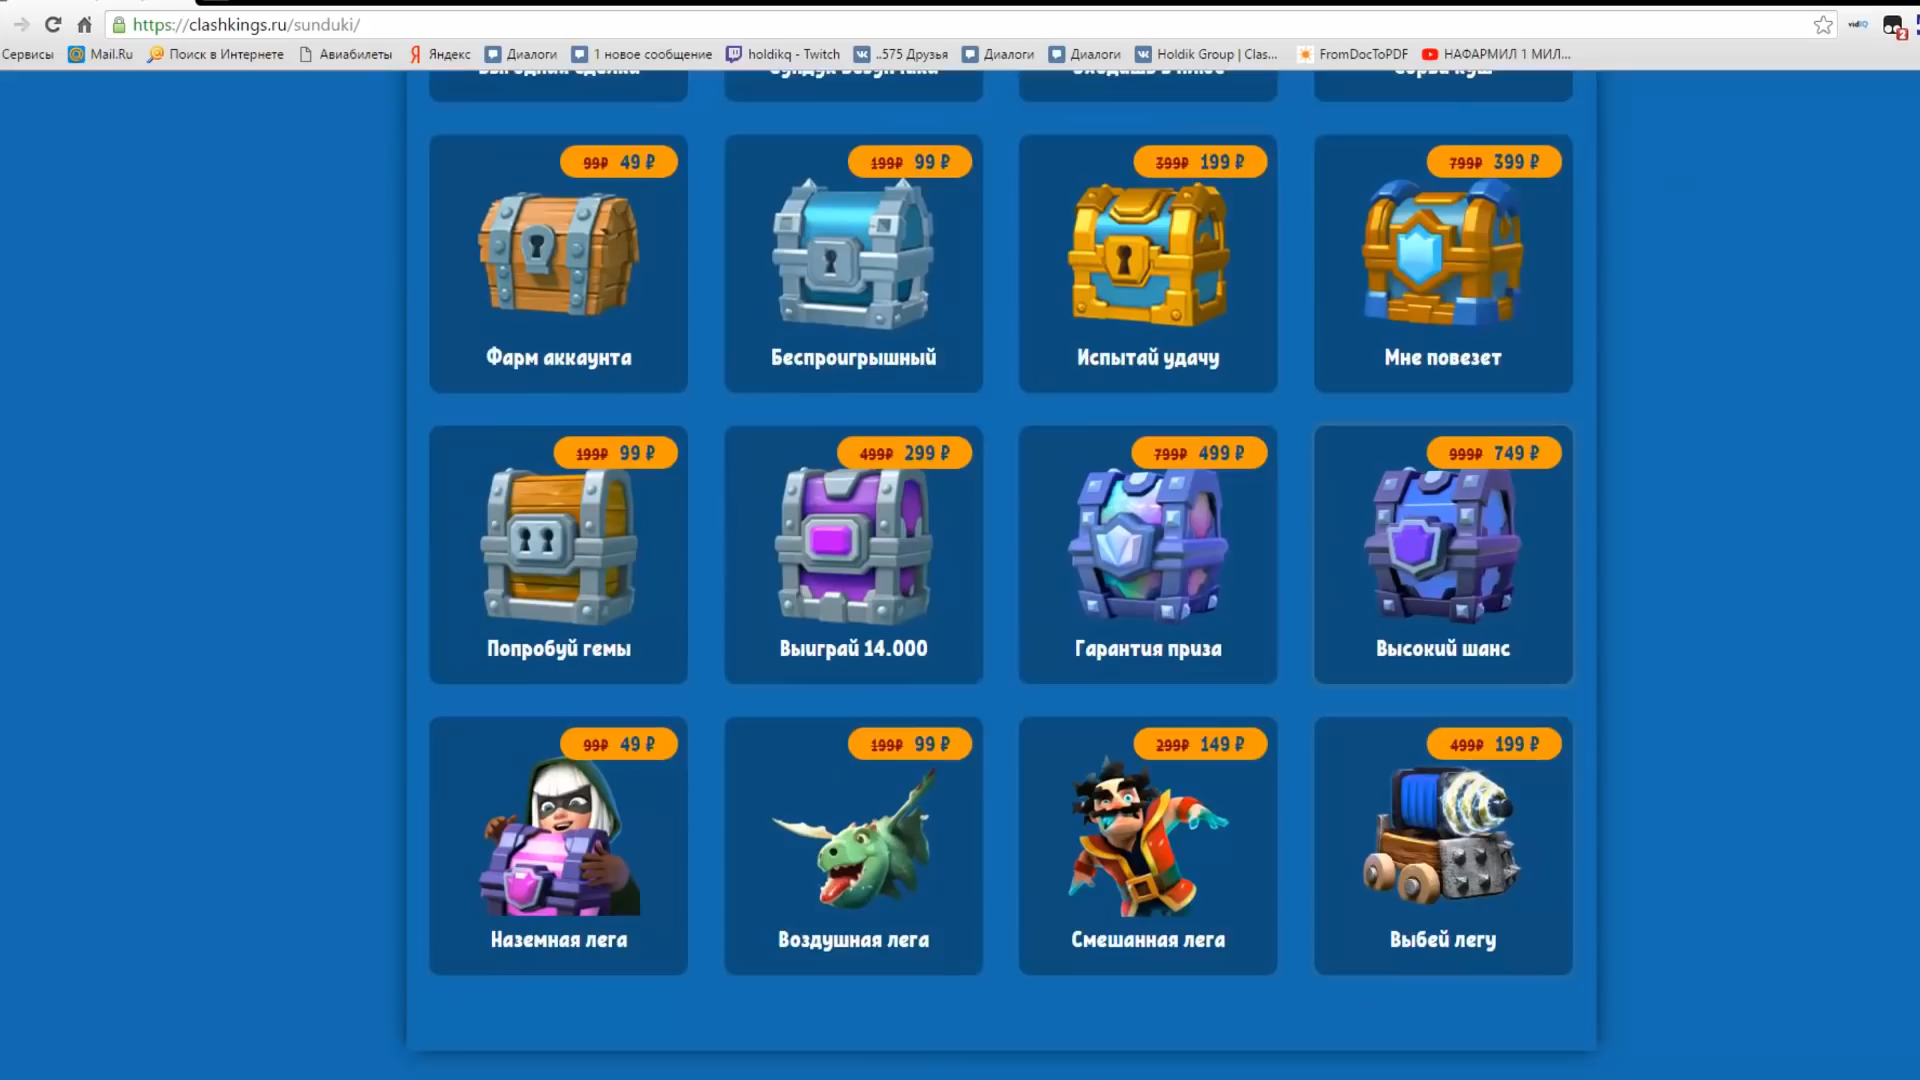 https://clashkings.ru/sunduki/
Сервисы Mail.Ru Поиск в Интернете Авиабилеты Яндекс Диалоги 1 новое сообщение holdikq - Twitch ..575 Друзья Диалоги Диалоги Holdik Group | Clas... FromDocToPDF НАФАРМИЛ 1 МИЛ...
99₽ 49 ₽
199₽ 99 ₽
399₽ 199 ₽
799₽ 399 ₽
Фарм аккаунта
Беспроигрышный
Испытай удачу
Мне повезет
199₽ 99 ₽
499₽ 299 ₽
799₽ 499 ₽
999₽ 749 ₽
Попробуй гемы
Выиграй 14.000
Гарантия приза
Высокий шанс
99₽ 49 ₽
199₽ 99 ₽
299₽ 149 ₽
499₽ 199 ₽
Наземная лега
Воздушная лега
Смешанная лега
Выбей легу